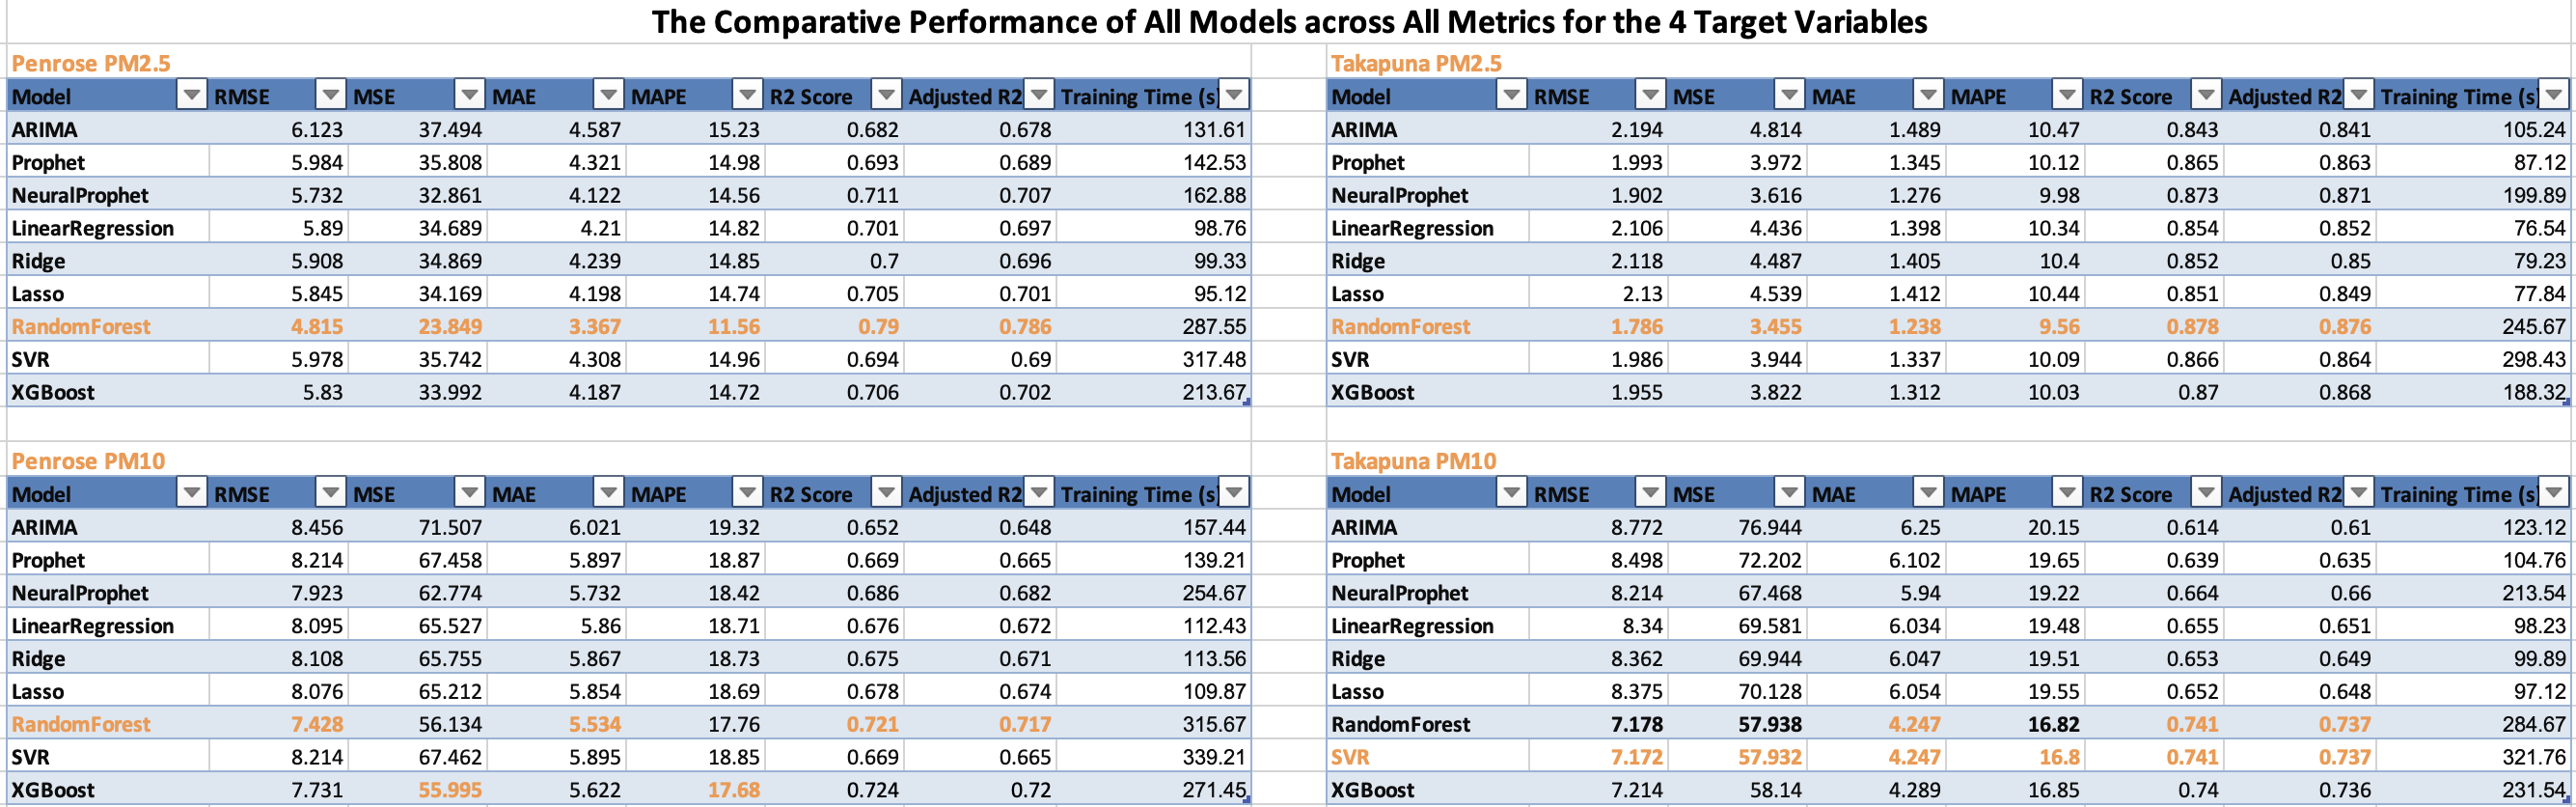 The Comparative Performance of All Models across All Metrics for the 4 Target Variables
Penrose PM2.5
Model RMSE MSE MAE MAPE R2 Score Adjusted R2 Training Time (s)
ARIMA 6.123 37.494 4.587 15.23 0.682 0.678 131.61
Prophet 5.984 35.808 4.321 14.98 0.693 0.689 142.53
NeuralProphet 5.732 32.861 4.122 14.56 0.711 0.707 162.88
LinearRegression 5.89 34.689 4.21 14.82 0.701 0.697 98.76
Ridge 5.908 34.869 4.239 14.85 0.7 0.696 99.33
Lasso 5.845 34.169 4.198 14.74 0.705 0.701 95.12
RandomForest 4.815 23.849 3.367 11.56 0.79 0.786 287.55
SVR 5.978 35.742 4.308 14.96 0.694 0.69 317.48
XGBoost 5.83 33.992 4.187 14.72 0.706 0.702 213.67
Takapuna PM2.5
Model RMSE MSE MAE MAPE R2 Score Adjusted R2 Training Time (s)
ARIMA 2.194 4.814 1.489 10.47 0.843 0.841 105.24
Prophet 1.993 3.972 1.345 10.12 0.865 0.863 87.12
NeuralProphet 1.902 3.616 1.276 9.98 0.873 0.871 199.89
LinearRegression 2.106 4.436 1.398 10.34 0.854 0.852 76.54
Ridge 2.118 4.487 1.405 10.4 0.852 0.85 79.23
Lasso 2.13 4.539 1.412 10.44 0.851 0.849 77.84
RandomForest 1.786 3.455 1.238 9.56 0.878 0.876 245.67
SVR 1.986 3.944 1.337 10.09 0.866 0.864 298.43
XGBoost 1.955 3.822 1.312 10.03 0.87 0.868 188.32
Penrose PM10
Model RMSE MSE MAE MAPE R2 Score Adjusted R2 Training Time (s)
ARIMA 8.456 71.507 6.021 19.32 0.652 0.648 157.44
Prophet 8.214 67.458 5.897 18.87 0.669 0.665 139.21
NeuralProphet 7.923 62.774 5.732 18.42 0.686 0.682 254.67
LinearRegression 8.095 65.527 5.86 18.71 0.676 0.672 112.43
Ridge 8.108 65.755 5.867 18.73 0.675 0.671 113.56
Lasso 8.076 65.212 5.854 18.69 0.678 0.674 109.87
RandomForest 7.428 56.134 5.534 17.76 0.721 0.717 315.67
SVR 8.214 67.462 5.895 18.85 0.669 0.665 339.21
XGBoost 7.731 55.995 5.622 17.68 0.724 0.72 271.45
Takapuna PM10
Model RMSE MSE MAE MAPE R2 Score Adjusted R2 Training Time (s)
ARIMA 8.772 76.944 6.25 20.15 0.614 0.61 123.12
Prophet 8.498 72.202 6.102 19.65 0.639 0.635 104.76
NeuralProphet 8.214 67.468 5.94 19.22 0.664 0.66 213.54
LinearRegression 8.34 69.581 6.034 19.48 0.655 0.651 98.23
Ridge 8.362 69.944 6.047 19.51 0.653 0.649 99.89
Lasso 8.375 70.128 6.054 19.55 0.652 0.648 97.12
RandomForest 7.178 57.938 4.247 16.82 0.741 0.737 284.67
SVR 7.172 57.932 4.247 16.8 0.741 0.737 321.76
XGBoost 7.214 58.14 4.289 16.85 0.74 0.736 231.54